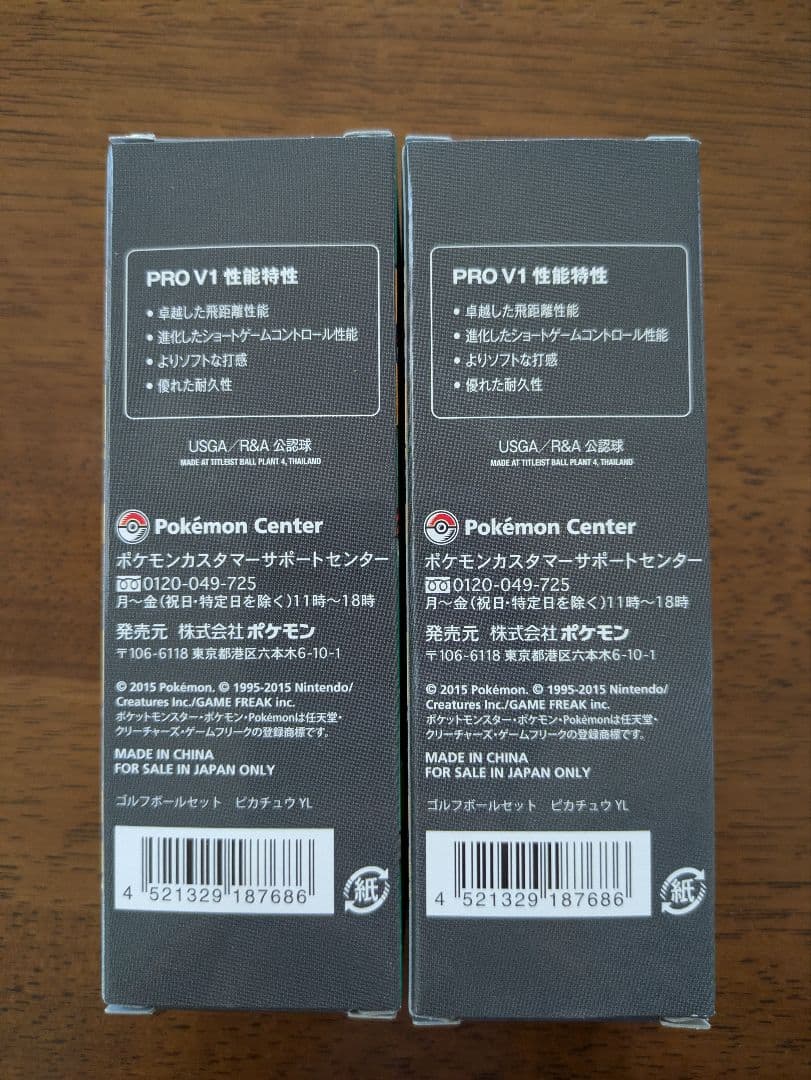 PRO V1 性能特性
• 卓越した飛距離性能
• 進化したショートゲームコントロール性能
• よりソフトな打感
• 優れた耐久性
USGA／R&A 公認球
MADE AT TITLEIST BALL PLANT 4, THAILAND
Pokémon Center
ポケモンカスタマーサポートセンター
0120-049-725
月〜金（祝日・特定日を除く）11時〜18時
発売元 株式会社ポケモン
〒106-6118 東京都港区六本木6-10-1
© 2015 Pokémon. © 1995-2015 Nintendo/
Creatures Inc./GAME FREAK inc.
ポケットモンスター・ポケモン・Pokémonは任天堂・
クリーチャーズ・ゲームフリークの登録商標です。
MADE IN CHINA
FOR SALE IN JAPAN ONLY
ゴルフボールセット ピカチュウ YL
4 521329 187686
紙
PRO V1 性能特性
• 卓越した飛距離性能
• 進化したショートゲームコントロール性能
• よりソフトな打感
• 優れた耐久性
USGA／R&A 公認球
MADE AT TITLEIST BALL PLANT 4, THAILAND
Pokémon Center
ポケモンカスタマーサポートセンター
0120-049-725
月〜金（祝日・特定日を除く）11時〜18時
発売元 株式会社ポケモン
〒106-6118 東京都港区六本木6-10-1
© 2015 Pokémon. © 1995-2015 Nintendo/
Creatures Inc./GAME FREAK inc.
ポケットモンスター・ポケモン・Pokémonは任天堂・
クリーチャーズ・ゲームフリークの登録商標です。
MADE IN CHINA
FOR SALE IN JAPAN ONLY
ゴルフボールセット ピカチュウ YL
4 521329 187686
紙